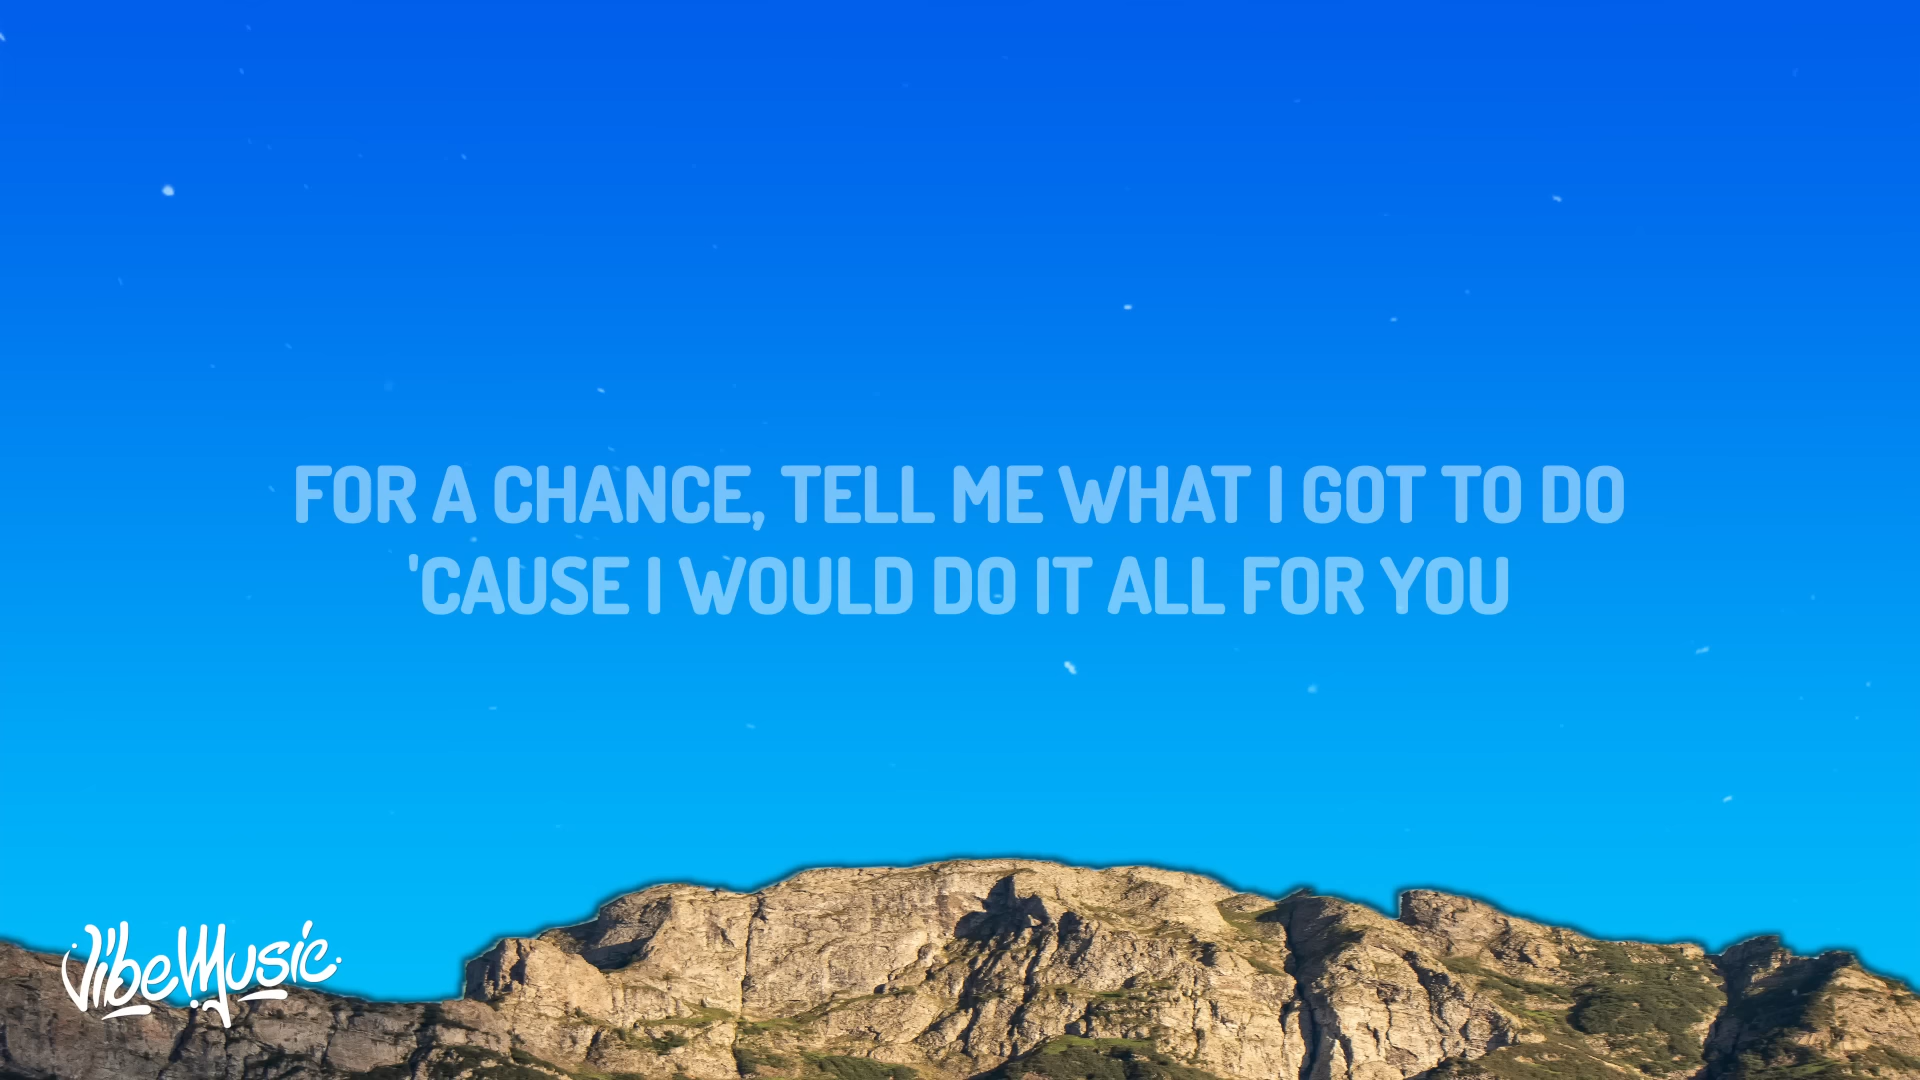 FOR A CHANCE, TELL ME WHAT I GOT TO DO
'CAUSE I WOULD DO IT ALL FOR YOU
VibeMusic